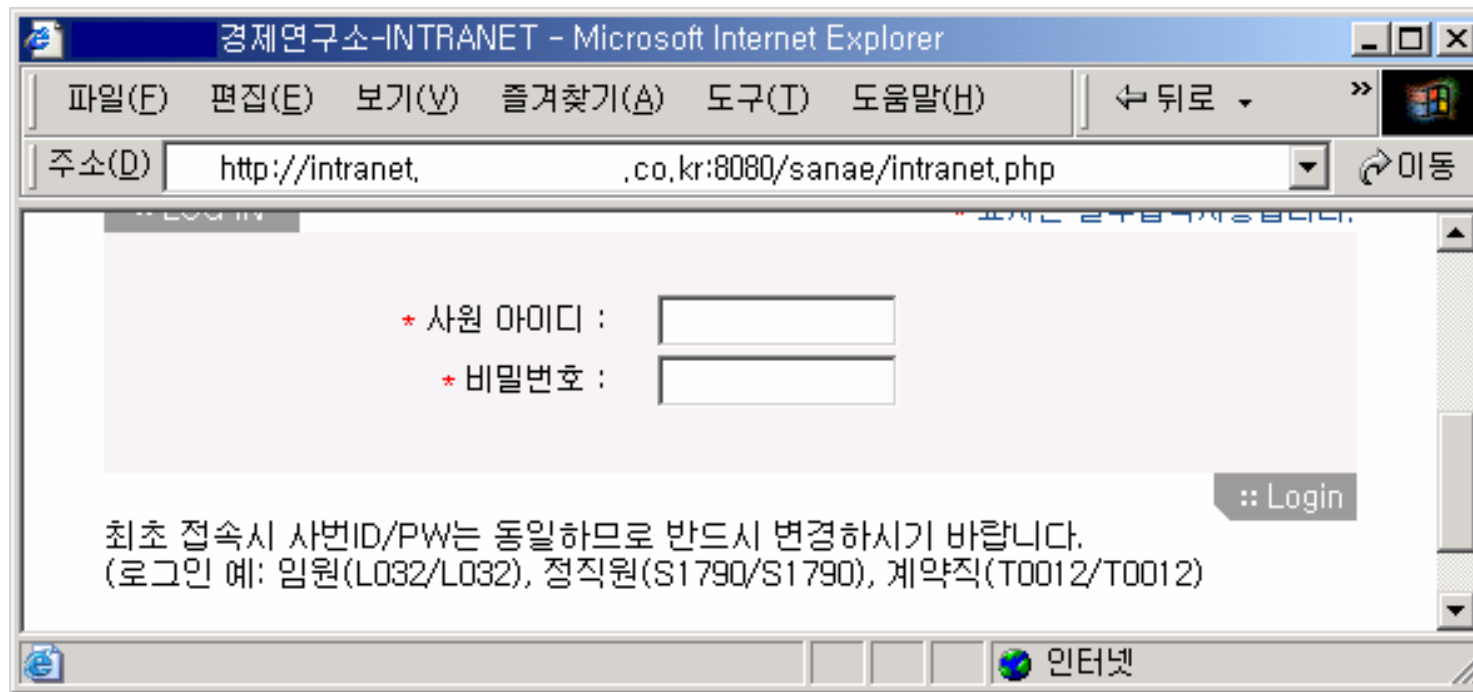 경제연구소-INTRANET - Microsoft Internet Explorer
파일(F) 편집(E) 보기(V) 즐겨찾기(A) 도구(T) 도움말(H) 뒤로 »
주소(D) http://intranet. .co.kr:8080/sanae/intranet.php 이동
:: LOG IN
* 사원 아이디 :
* 비밀번호 :
:: Login
최초 접속시 사번ID/PW는 동일하므로 반드시 변경하시기 바랍니다.
(로그인 예: 임원(L032/L032), 정직원(S1790/S1790), 계약직(T0012/T0012)
인터넷